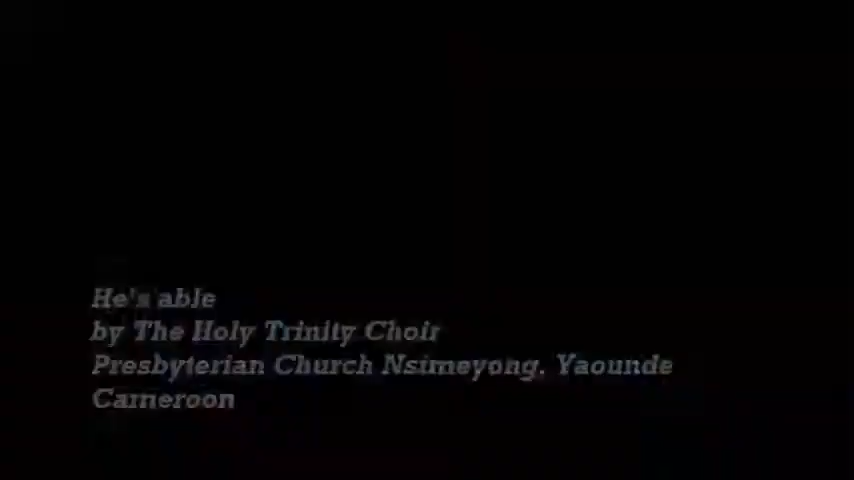 He's able
by The Holy Trinity Choir
Presbyterian Church Nsimeyong. Yaounde
Cameroon